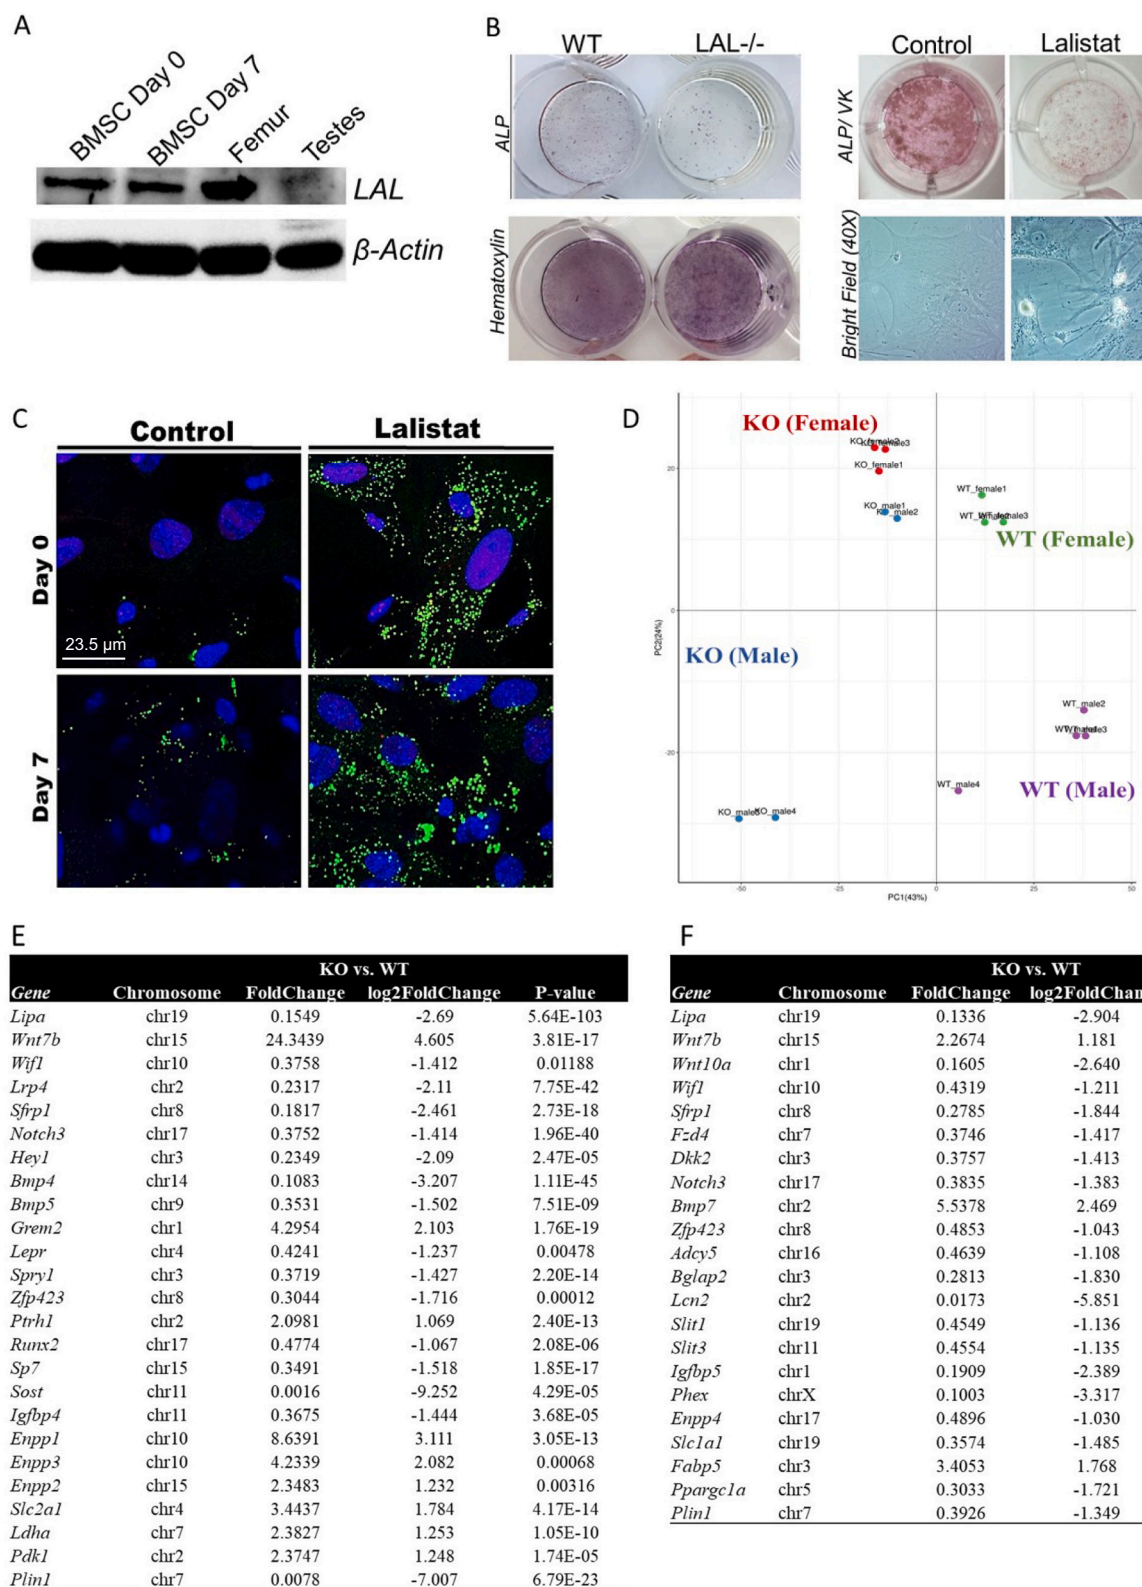 A
BMSC Day 0
BMSC Day 7
Femur
Testes
LAL
β-Actin
B
WT LAL-/-
ALP
Hematoxylin
Control Lalistat
ALP/ VK
Bright Field (40X)
C
Control Lalistat
Day 0
23.5 µm
Day 7
D
KO (Female)
KO_female1
KO_male1
WT_female1
WT (Female)
20
0
PC2(24%)
KO (Male)
WT_male2
-20
WT_male4
WT (Male)
KO_male4
-50 -25 0 25 50
PC1(43%)
E
KO vs. WT
Gene Chromosome FoldChange log2FoldChange P-value
Lipa chr19 0.1549 -2.69 5.64E-103
Wnt7b chr15 24.3439 4.605 3.81E-17
Wif1 chr10 0.3758 -1.412 0.01188
Lrp4 chr2 0.2317 -2.11 7.75E-42
Sfrp1 chr8 0.1817 -2.461 2.73E-18
Notch3 chr17 0.3752 -1.414 1.96E-40
Hey1 chr3 0.2349 -2.09 2.47E-05
Bmp4 chr14 0.1083 -3.207 1.11E-45
Bmp5 chr9 0.3531 -1.502 7.51E-09
Grem2 chr1 4.2954 2.103 1.76E-19
Lepr chr4 0.4241 -1.237 0.00478
Spry1 chr3 0.3719 -1.427 2.20E-14
Zfp423 chr8 0.3044 -1.716 0.00012
Ptrh1 chr2 2.0981 1.069 2.40E-13
Runx2 chr17 0.4774 -1.067 2.08E-06
Sp7 chr15 0.3491 -1.518 1.85E-17
Sost chr11 0.0016 -9.252 4.29E-05
Igfbp4 chr11 0.3675 -1.444 3.68E-05
Enpp1 chr10 8.6391 3.111 3.05E-13
Enpp3 chr10 4.2339 2.082 0.00068
Enpp2 chr15 2.3483 1.232 0.00316
Slc2a1 chr4 3.4437 1.784 4.17E-14
Ldha chr7 2.3827 1.253 1.05E-10
Pdk1 chr2 2.3747 1.248 1.74E-05
Plin1 chr7 0.0078 -7.007 6.79E-23
F
KO vs. WT
Gene Chromosome FoldChange log2FoldChan
Lipa chr19 0.1336 -2.904
Wnt7b chr15 2.2674 1.181
Wnt10a chr1 0.1605 -2.640
Wif1 chr10 0.4319 -1.211
Sfrp1 chr8 0.2785 -1.844
Fzd4 chr7 0.3746 -1.417
Dkk2 chr3 0.3757 -1.413
Notch3 chr17 0.3835 -1.383
Bmp7 chr2 5.5378 2.469
Zfp423 chr8 0.4853 -1.043
Adcy5 chr16 0.4639 -1.108
Bglap2 chr3 0.2813 -1.830
Lcn2 chr2 0.0173 -5.851
Slit1 chr19 0.4549 -1.136
Slit3 chr11 0.4554 -1.135
Igfbp5 chr1 0.1909 -2.389
Phex chrX 0.1003 -3.317
Enpp4 chr17 0.4896 -1.030
Slc1a1 chr19 0.3574 -1.485
Fabp5 chr3 3.4053 1.768
Ppargc1a chr5 0.3033 -1.721
Plin1 chr7 0.3926 -1.349